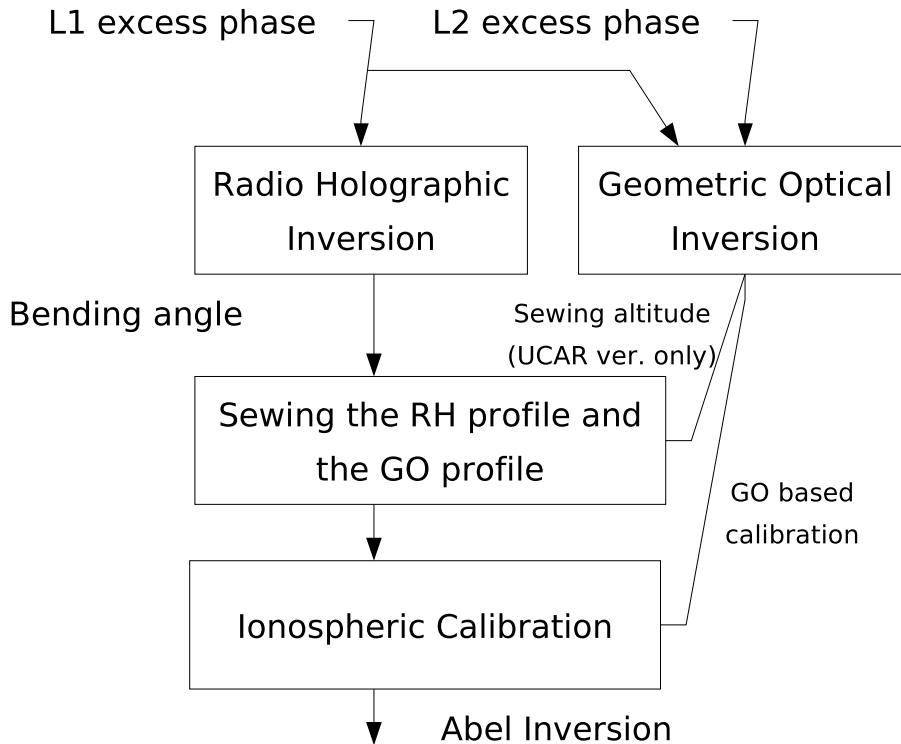 L1 excess phase
L2 excess phase
Radio Holographic
Inversion
Geometric Optical
Inversion
Bending angle
Sewing altitude
(UCAR ver. only)
Sewing the RH profile and
the GO profile
GO based
calibration
Ionospheric Calibration
Abel Inversion